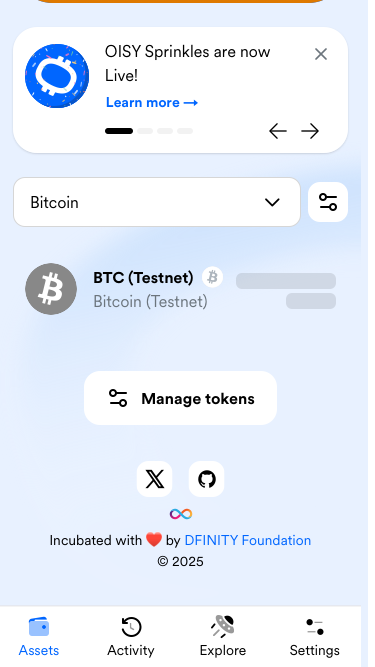 OISY Sprinkles are now
Live!
Learn more →
Bitcoin
BTC (Testnet)
Bitcoin (Testnet)
Manage tokens
Incubated with ❤️ by DFINITY Foundation
© 2025
Assets
Activity
Explore
Settings